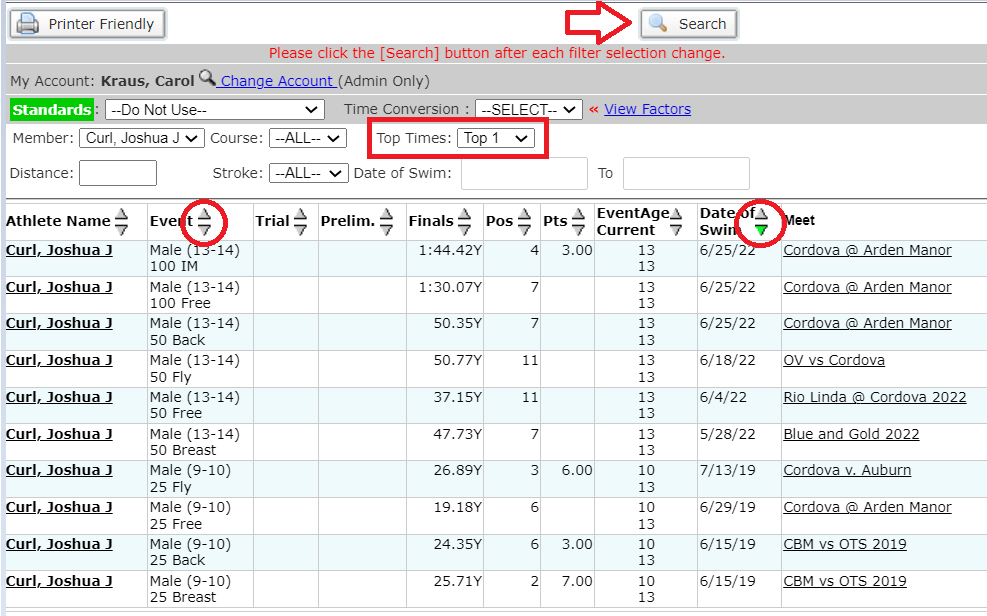 Printer Friendly Search
Please click the [Search] button after each filter selection change.
My Account: Kraus, Carol Change Account (Admin Only)
Standards: --Do Not Use-- Time Conversion : --SELECT-- « View Factors
Member: Curl, Joshua J Course: --ALL-- Top Times: Top 1
Distance: Stroke: --ALL-- Date of Swim: To
Athlete Name Event Trial Prelim. Finals Pos Pts EventAge Date of Meet
Current Swim
Curl, Joshua J Male (13-14) 1:44.42Y 4 3.00 13 6/25/22 Cordova @ Arden Manor
100 IM 13
Curl, Joshua J Male (13-14) 1:30.07Y 7 13 6/25/22 Cordova @ Arden Manor
100 Free 13
Curl, Joshua J Male (13-14) 50.35Y 7 13 6/25/22 Cordova @ Arden Manor
50 Back 13
Curl, Joshua J Male (13-14) 50.77Y 11 13 6/18/22 OV vs Cordova
50 Fly 13
Curl, Joshua J Male (13-14) 37.15Y 11 13 6/4/22 Rio Linda @ Cordova 2022
50 Free 13
Curl, Joshua J Male (13-14) 47.73Y 7 13 5/28/22 Blue and Gold 2022
50 Breast 13
Curl, Joshua J Male (9-10) 26.89Y 3 6.00 10 7/13/19 Cordova v. Auburn
25 Fly 13
Curl, Joshua J Male (9-10) 19.18Y 6 10 6/29/19 Cordova @ Arden Manor
25 Free 13
Curl, Joshua J Male (9-10) 24.35Y 6 3.00 10 6/15/19 CBM vs OTS 2019
25 Back 13
Curl, Joshua J Male (9-10) 25.71Y 2 7.00 10 6/15/19 CBM vs OTS 2019
25 Breast 13